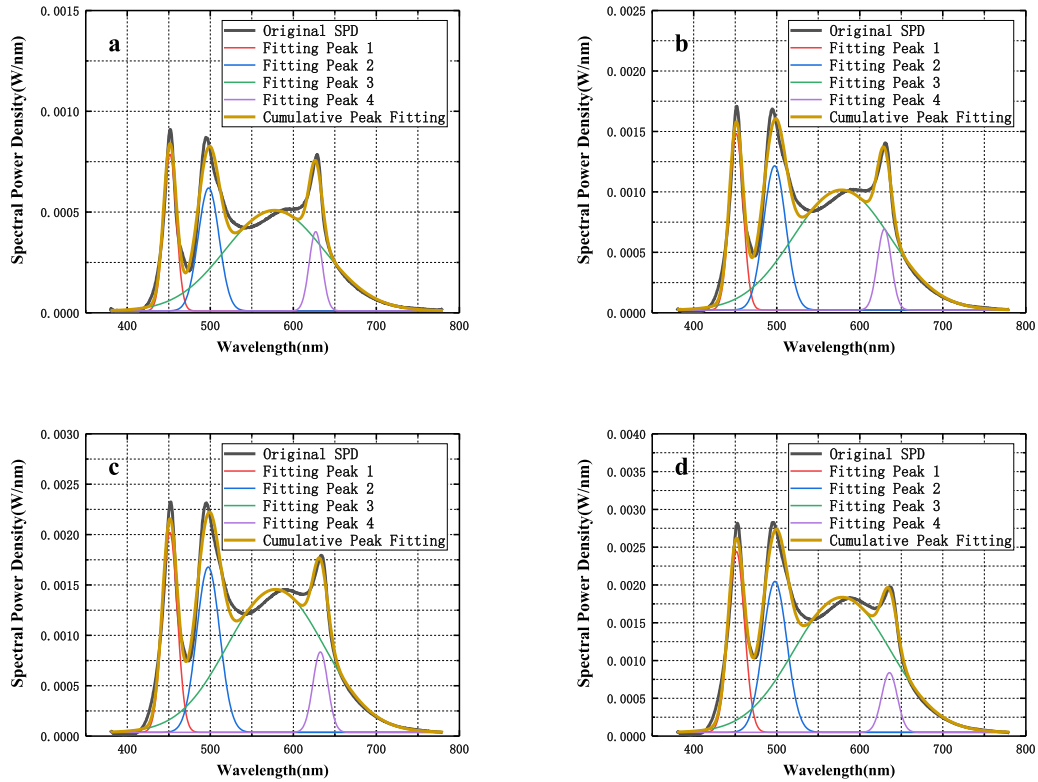 a
Original SPD
Fitting Peak 1
Fitting Peak 2
Fitting Peak 3
Fitting Peak 4
Cumulative Peak Fitting
Spectral Power Density(W/nm)
0.0015
0.0010
0.0005
0.0000
400 500 600 700 800
Wavelength(nm)
b
Original SPD
Fitting Peak 1
Fitting Peak 2
Fitting Peak 3
Fitting Peak 4
Cumulative Peak Fitting
Spectral Power Density(W/nm)
0.0025
0.0020
0.0015
0.0010
0.0005
0.0000
400 500 600 700 800
Wavelength(nm)
c
Original SPD
Fitting Peak 1
Fitting Peak 2
Fitting Peak 3
Fitting Peak 4
Cumulative Peak Fitting
Spectral Power Density(W/nm)
0.0030
0.0025
0.0020
0.0015
0.0010
0.0005
0.0000
400 500 600 700 800
Wavelength(nm)
d
Original SPD
Fitting Peak 1
Fitting Peak 2
Fitting Peak 3
Fitting Peak 4
Cumulative Peak Fitting
Spectral Power Density(W/nm)
0.0040
0.0035
0.0030
0.0025
0.0020
0.0015
0.0010
0.0005
0.0000
400 500 600 700 800
Wavelength(nm)